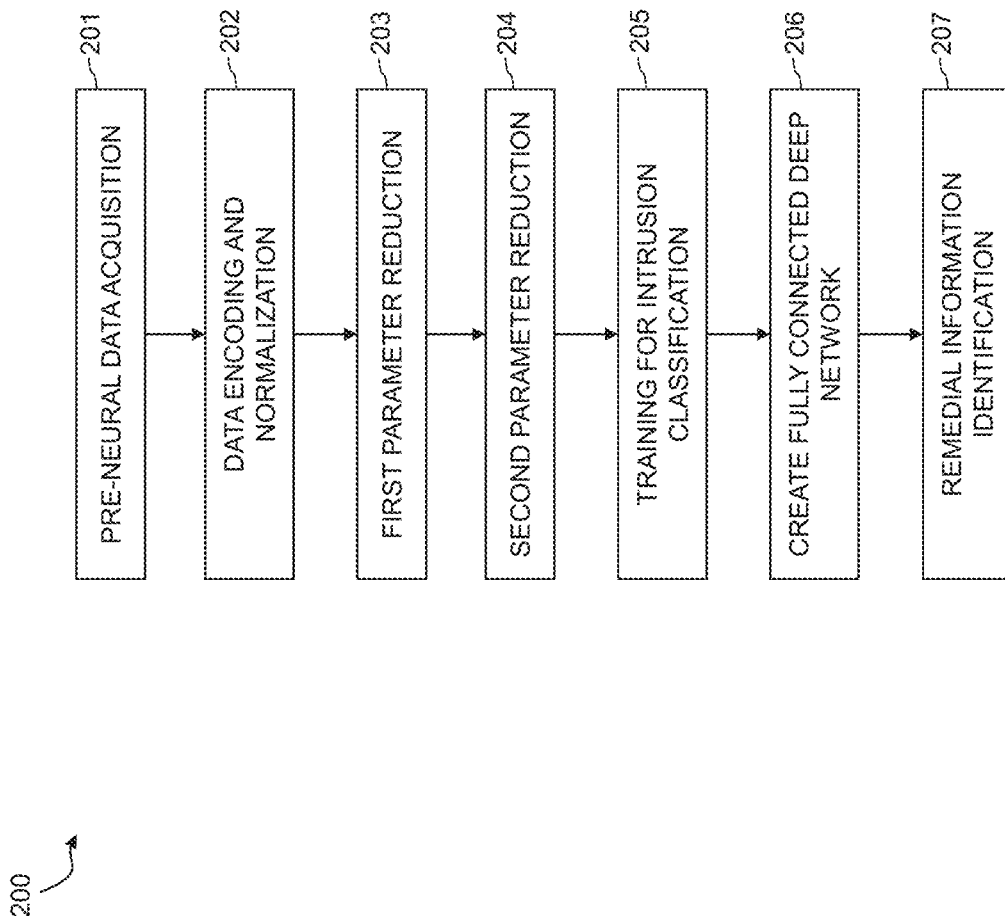 200
PRE-NEURAL DATA ACQUISITION
201
DATA ENCODING AND
NORMALIZATION
202
FIRST PARAMETER REDUCTION
203
SECOND PARAMETER REDUCTION
204
TRAINING FOR INTRUSION
CLASSIFICATION
205
CREATE FULLY CONNECTED DEEP
NETWORK
206
REMEDIAL INFORMATION
IDENTIFICATION
207